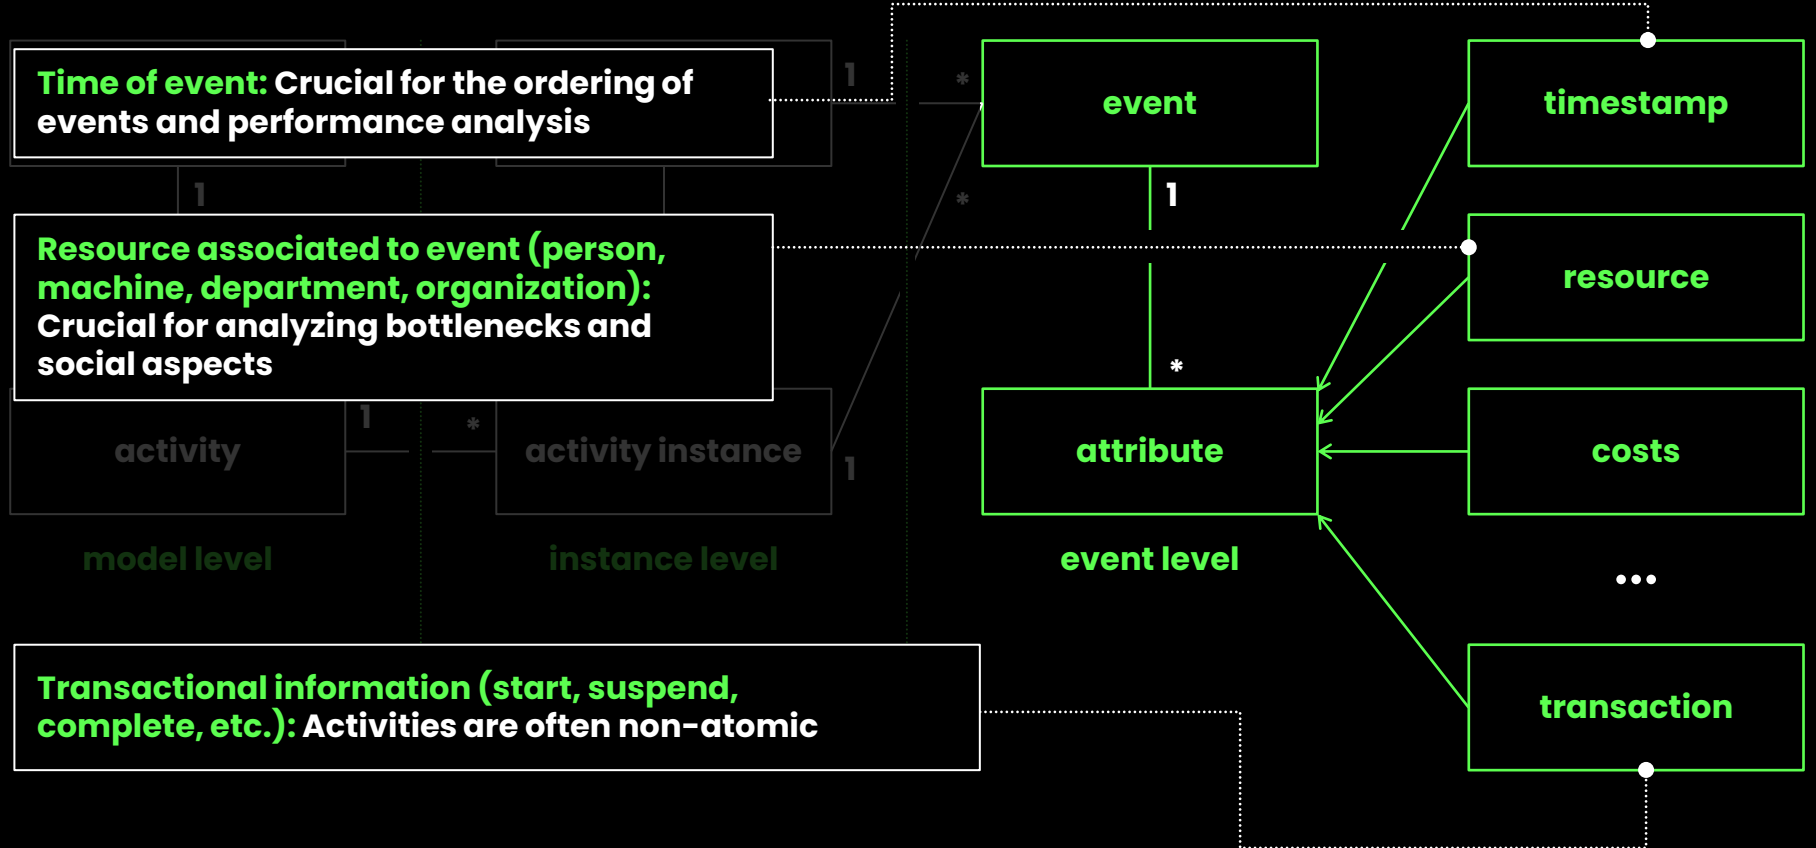 Time of event: Crucial for the ordering of
events and performance analysis
1
*
event
timestamp
1
*
1
Resource associated to event (person,
machine, department, organization):
Crucial for analyzing bottlenecks and
social aspects
resource
*
1
*
activity
activity instance
1
attribute
costs
model level
instance level
event level
...
Transactional information (start, suspend,
complete, etc.): Activities are often non-atomic
transaction